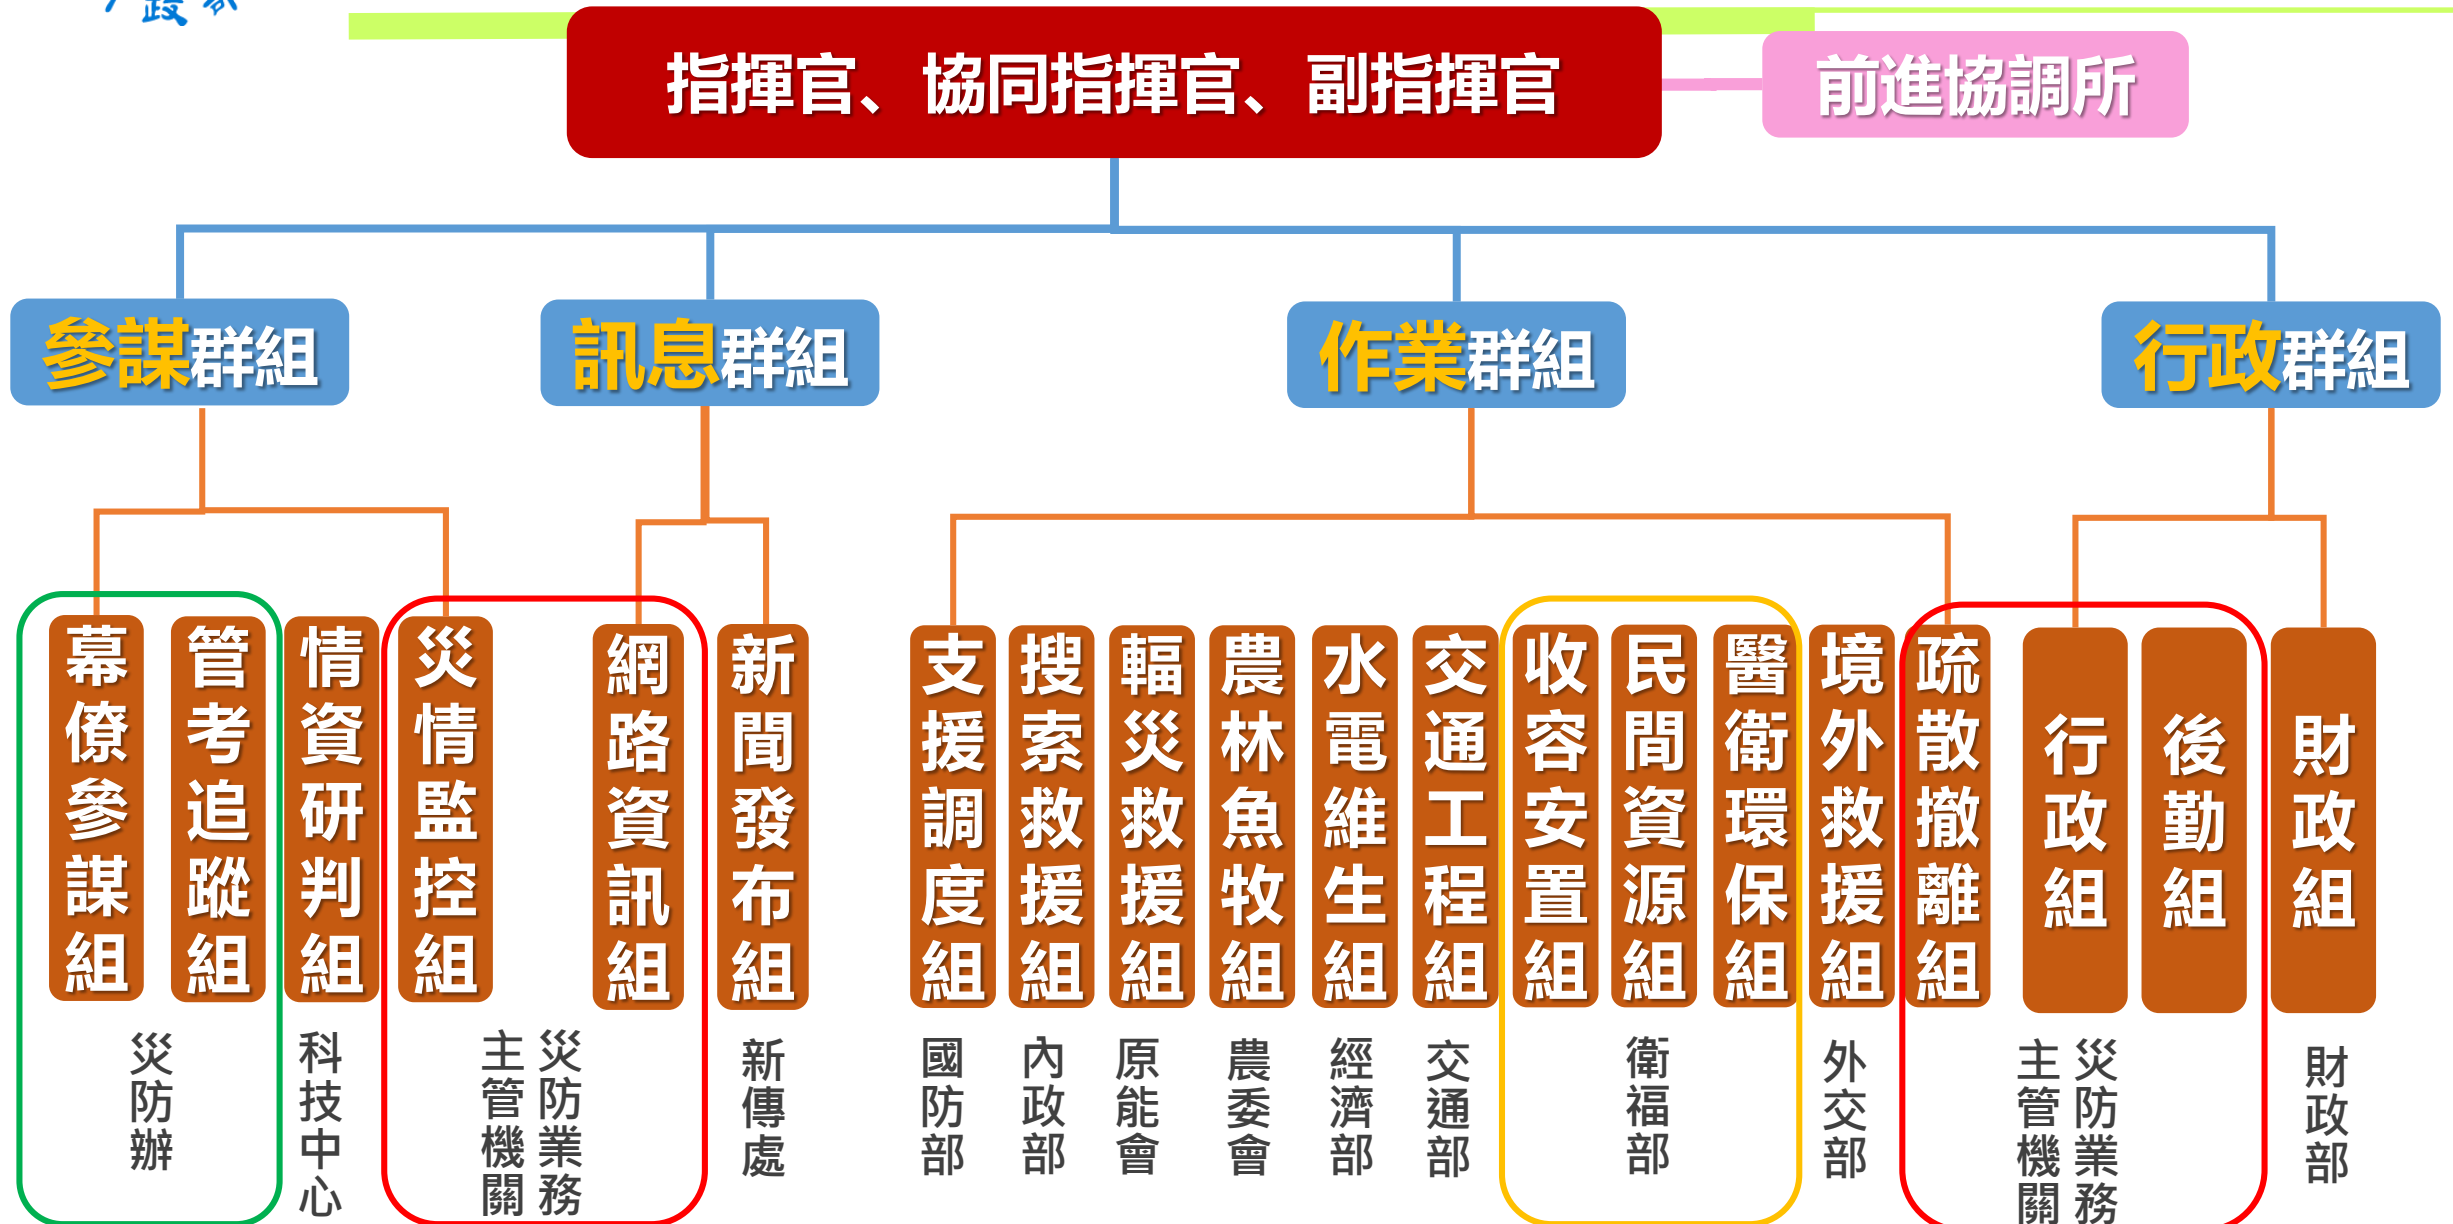 指揮官、協同指揮官、副指揮官
前進協調所
參謀群組
訊息群組
作業群組
行政群組
幕僚參謀組
管考追蹤組
情資研判組
災情監控組
網路資訊組
新聞發布組
支援調度組
搜索救援組
輻災救援組
農林漁牧組
水電維生組
交通工程組
收容安置組
民間資源組
醫衛環保組
境外救援組
疏散撤離組
行政組
後勤組
財政組
災防辦
科技中心
災防業務
主管機關
新傳處
國防部
內政部
原能會
農委會
經濟部
交通部
衛福部
外交部
災防業務
主管機關
財政部